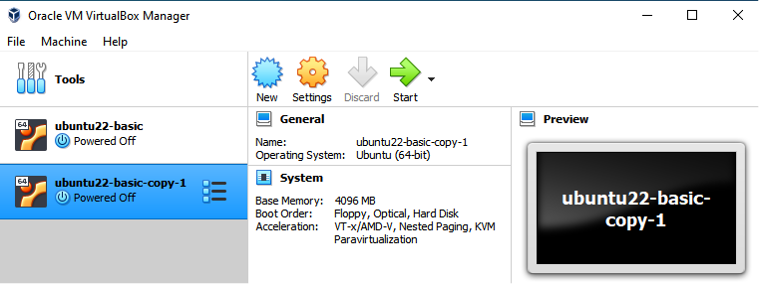 Oracle VM VirtualBox Manager
File Machine Help
Tools
New Settings Discard Start
64
ubuntu22-basic
Powered Off
64
ubuntu22-basic-copy-1
Powered Off
General
Name: ubuntu22-basic-copy-1
Operating System: Ubuntu (64-bit)
System
Base Memory: 4096 MB
Boot Order: Floppy, Optical, Hard Disk
Acceleration: VT-x/AMD-V, Nested Paging, KVM
Paravirtualization
Preview
ubuntu22-basic-
copy-1